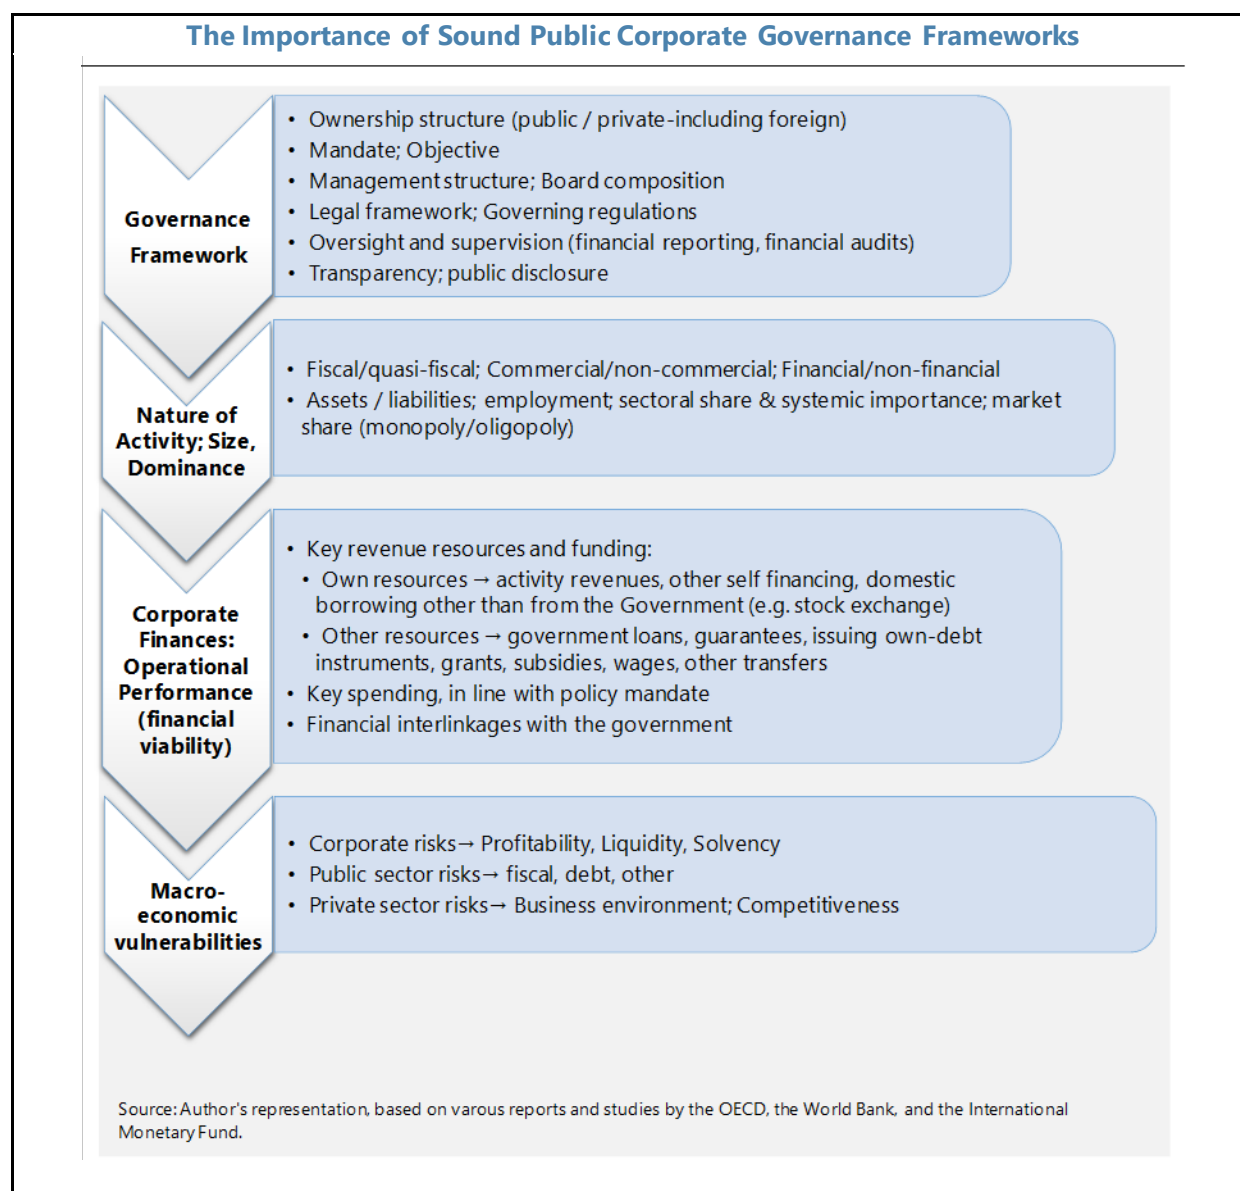 The Importance of Sound Public Corporate Governance Frameworks
Governance
Framework
• Ownership structure (public / private-including foreign)
• Mandate; Objective
• Management structure; Board composition
• Legal framework; Governing regulations
• Oversight and supervision (financial reporting, financial audits)
• Transparency; public disclosure
Nature of
Activity; Size,
Dominance
• Fiscal/quasi-fiscal; Commercial/non-commercial; Financial/non-financial
• Assets / liabilities; employment; sectoral share & systemic importance; market
share (monopoly/oligopoly)
Corporate
Finances:
Operational
Performance
(financial
viability)
• Key revenue resources and funding:
• Own resources → activity revenues, other self financing, domestic
borrowing other than from the Government (e.g. stock exchange)
• Other resources → government loans, guarantees, issuing own-debt
instruments, grants, subsidies, wages, other transfers
• Key spending, in line with policy mandate
• Financial interlinkages with the government
Macro-
economic
vulnerabilities
• Corporate risks→ Profitability, Liquidity, Solvency
• Public sector risks→ fiscal, debt, other
• Private sector risks→ Business environment; Competitiveness
Source: Author's representation, based on varous reports and studies by the OECD, the World Bank, and the International
Monetary Fund.